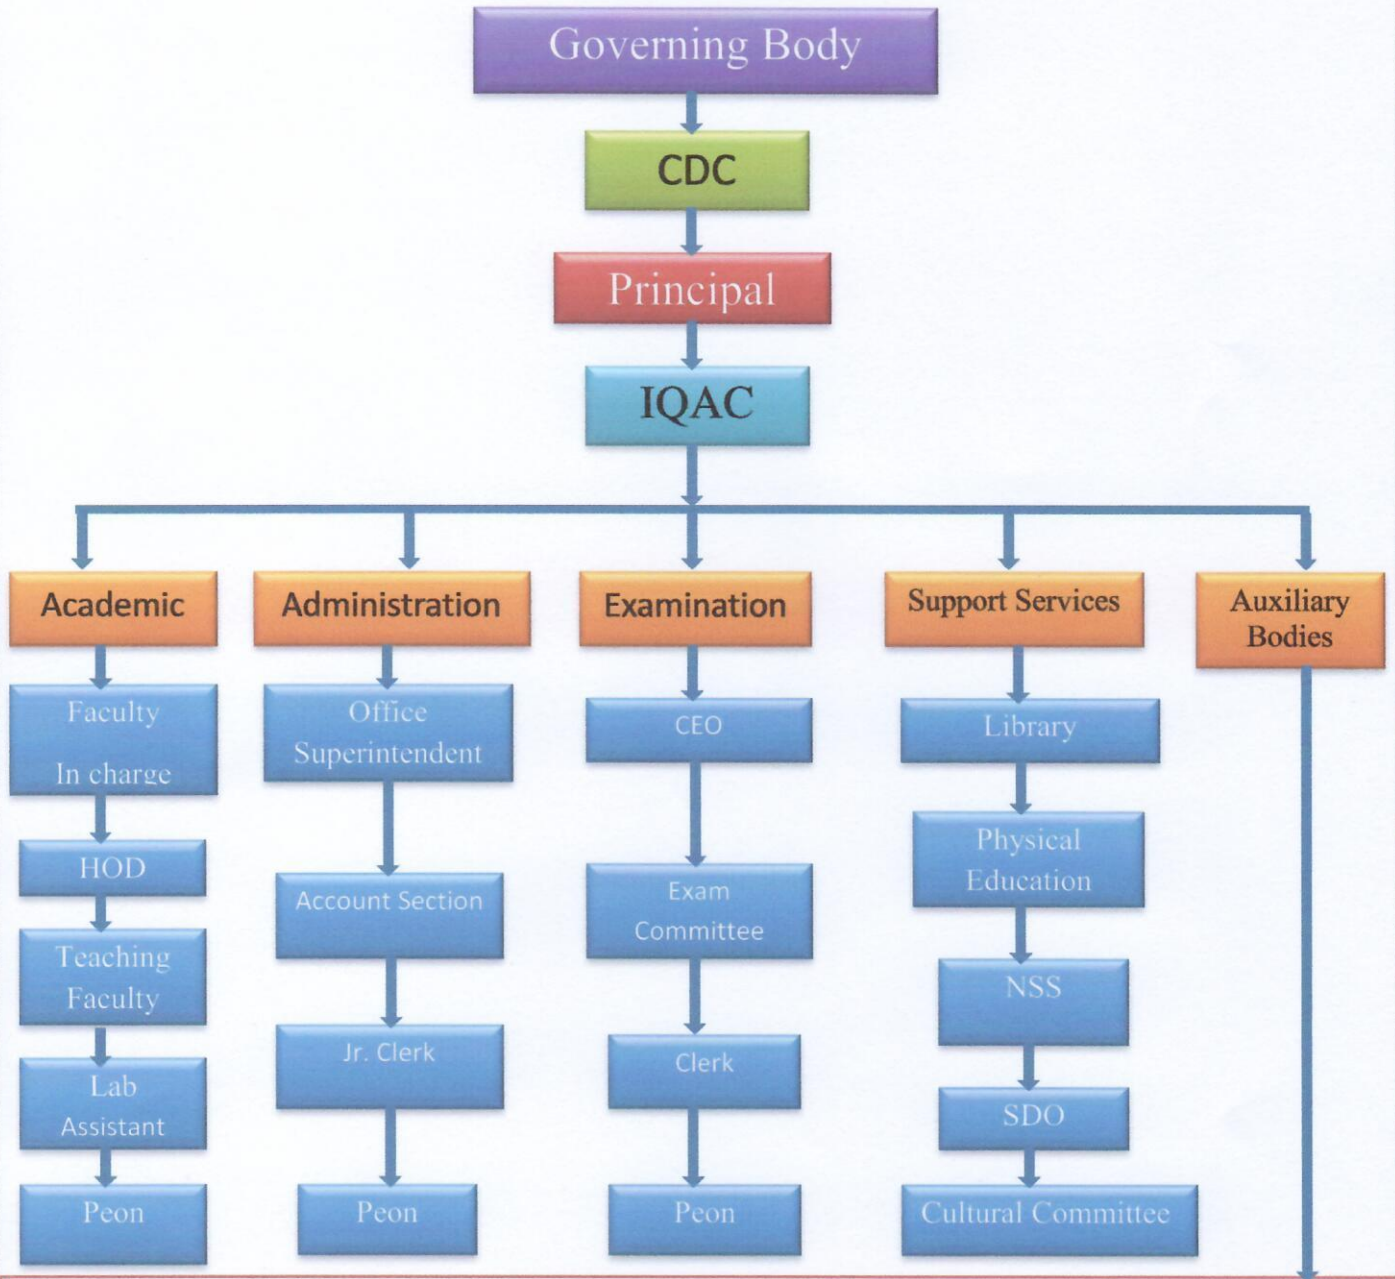 Governing Body
CDC
Principal
IQAC
Academic
Administration
Examination
Support Services
Auxiliary
Bodies
Faculty
In charge
HOD
Teaching
Faculty
Lab
Assistant
Peon
Office
Superintendent
Account Section
Jr. Clerk
Peon
CEO
Exam
Committee
Clerk
Peon
Library
Physical
Education
NSS
SDO
Cultural Committee